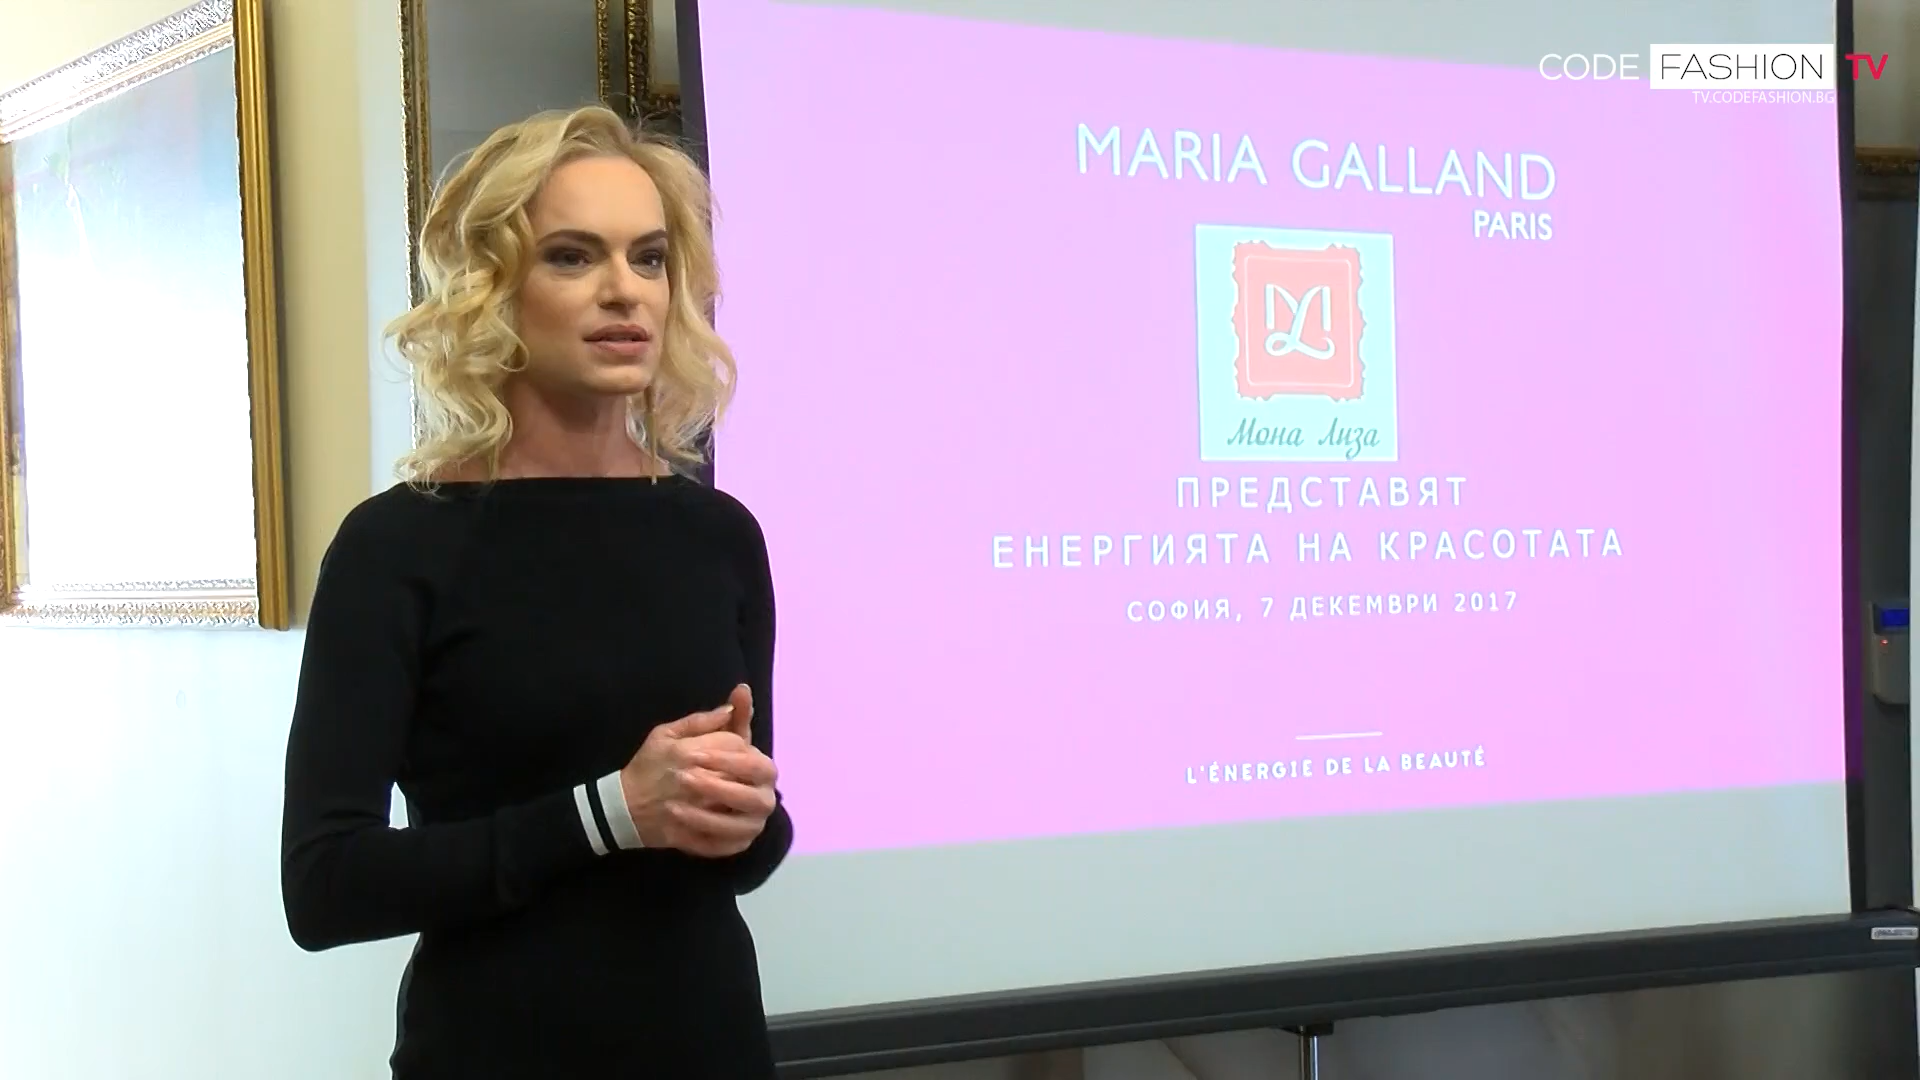 CODE FASHION TV
TV.CODEFASHION.BG
MARIA GALLAND
PARIS
ML
Мона Лиза
ПРЕДСТАВЯТ
ЕНЕРГИЯТА НА КРАСОТАТА
СОФИЯ, 7 ДЕКЕМВРИ 2017
L'ÉNERGIE DE LA BEAUTÉ